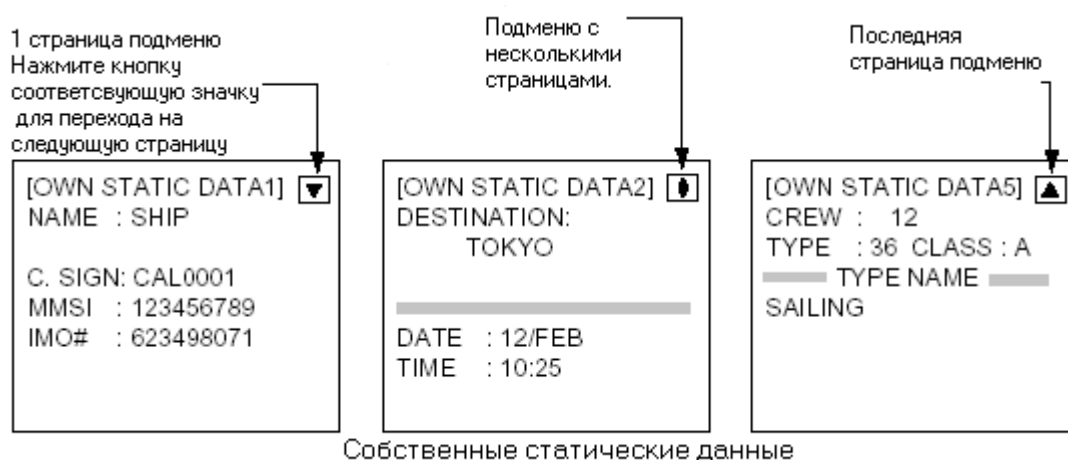 1 страница подменю
Нажмите кнопку
соответсвующую значку
для перехода на
следующую страницу
Подменю с
несколькими
страницами.
Последняя
страница подменю
[OWN STATIC DATA1]
NAME : SHIP
C. SIGN: CAL0001
MMSI : 123456789
IMO# : 623498071
[OWN STATIC DATA2]
DESTINATION:
TOKYO
DATE : 12/FEB
TIME : 10:25
[OWN STATIC DATA5]
CREW : 12
TYPE : 36 CLASS : A
TYPE NAME
SAILING
Собственные статические данные